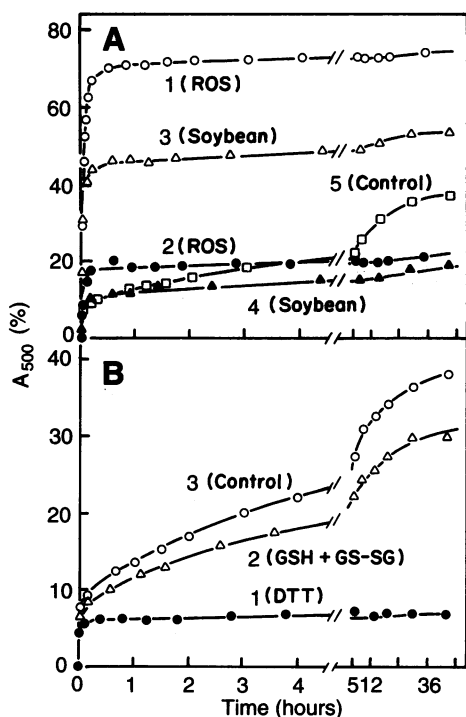 A
80
1 (ROS)
60
3 (Soybean)
40
5 (Control)
2 (ROS)
20
4 (Soybean)
0
A500 (%)
B
40
30
3 (Control)
20
2 (GSH + GS-SG)
10
1 (DTT)
0
0 1 2 3 4 512 36
Time (hours)